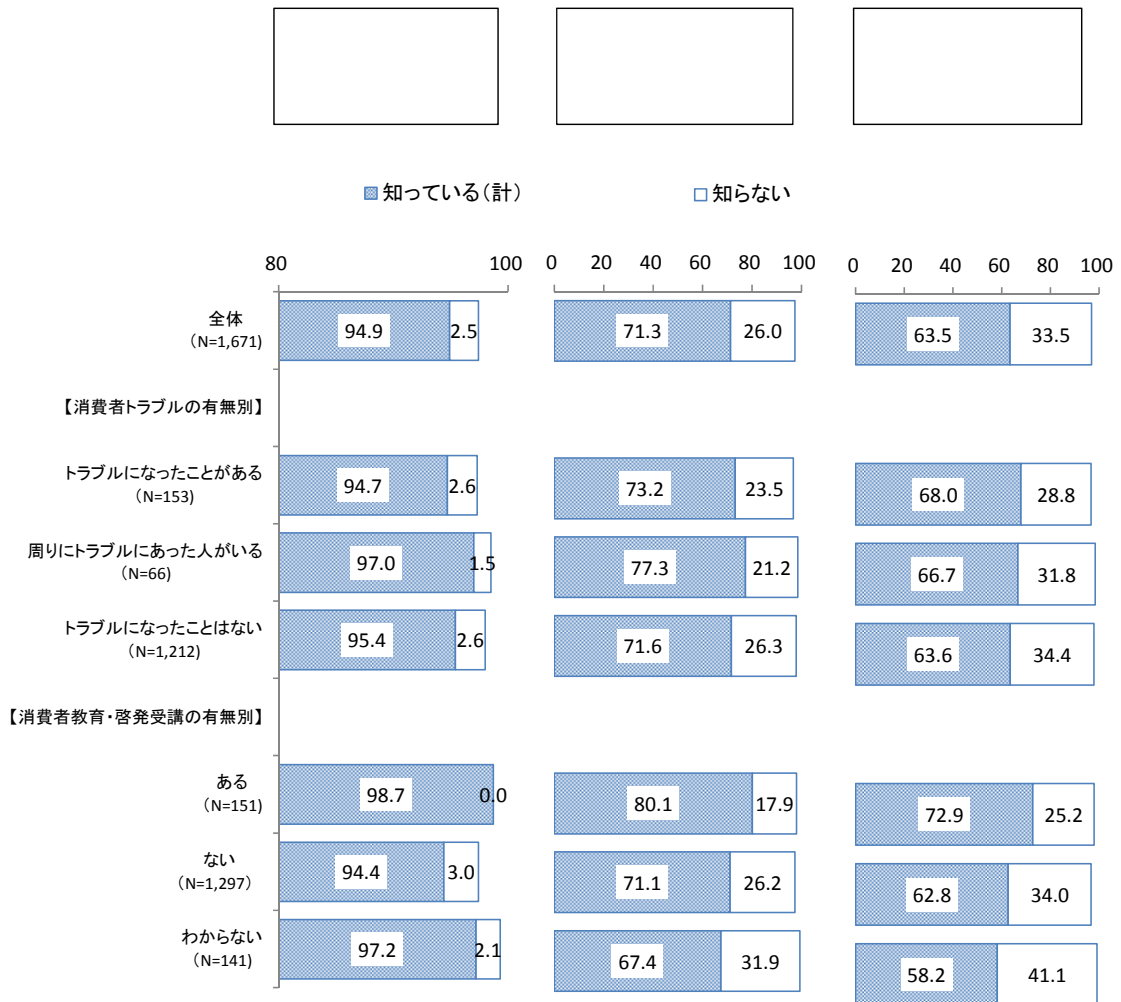 知っている(計) 知らない
80 100 0 20 40 60 80 100 0 20 40 60 80 100
全体
(N=1,671)
94.9 2.5 71.3 26.0 63.5 33.5
【消費者トラブルの有無別】
トラブルになったことがある
(N=153)
94.7 2.6 73.2 23.5 68.0 28.8
周りにトラブルにあった人がいる
(N=66)
97.0 1.5 77.3 21.2 66.7 31.8
トラブルになったことはない
(N=1,212)
95.4 2.6 71.6 26.3 63.6 34.4
【消費者教育・啓発受講の有無別】
ある
(N=151)
98.7 0.0 80.1 17.9 72.9 25.2
ない
(N=1,297)
94.4 3.0 71.1 26.2 62.8 34.0
わからない
(N=141)
97.2 2.1 67.4 31.9 58.2 41.1